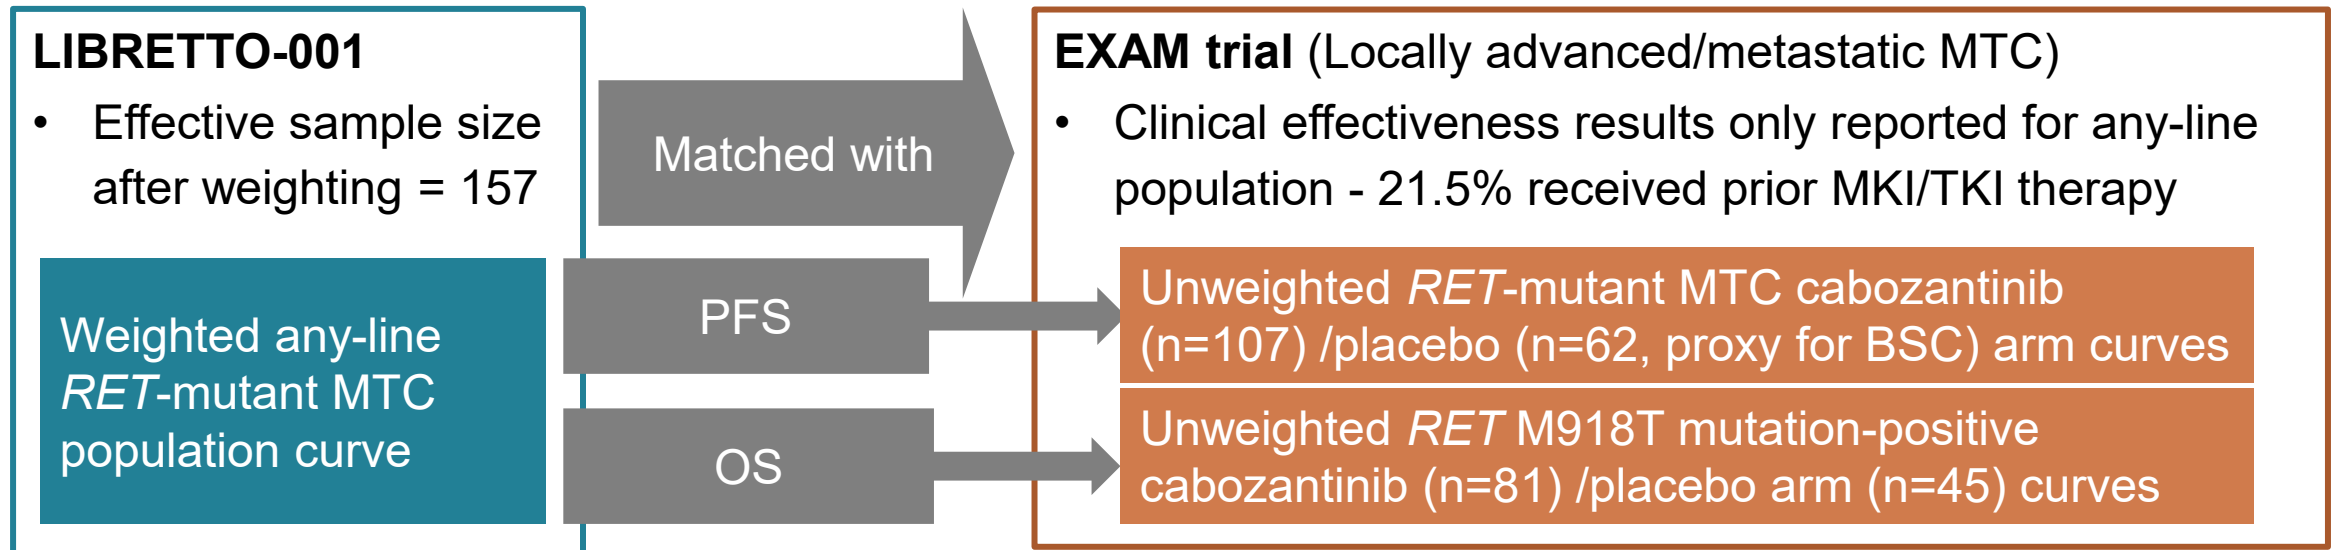 LIBRETTO-001
• Effective sample size
after weighting = 157
Weighted any-line
RET-mutant MTC
population curve
Matched with
PFS
OS
EXAM trial (Locally advanced/metastatic MTC)
• Clinical effectiveness results only reported for any-line
population - 21.5% received prior MKI/TKI therapy
Unweighted RET-mutant MTC cabozantinib
(n=107) /placebo (n=62, proxy for BSC) arm curves
Unweighted RET M918T mutation-positive
cabozantinib (n=81) /placebo arm (n=45) curves